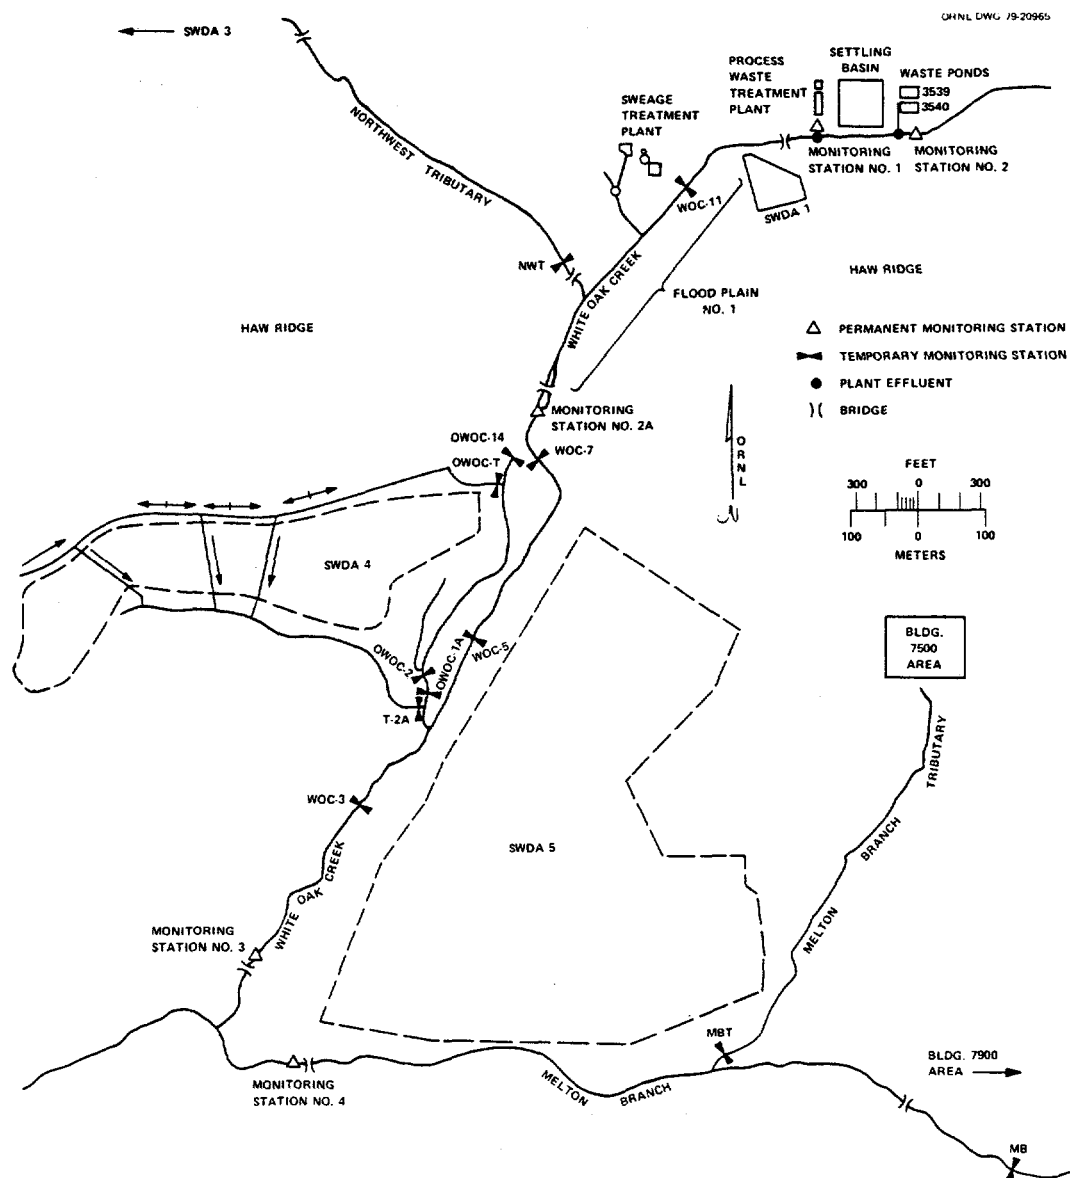 ORNL DWG 79-20965
SWDA 3
PROCESS
WASTE
TREATMENT
PLANT
SETTLING
BASIN
WASTE PONDS
3539
3540
SWEAGE
TREATMENT
PLANT
NORTHWEST TRIBUTARY
MONITORING
STATION NO. 1
MONITORING
STATION NO. 2
WOC-11
SWDA 1
NWT
WHITE OAK CREEK
FLOOD PLAIN
NO. 1
HAW RIDGE
HAW RIDGE
PERMANENT MONITORING STATION
TEMPORARY MONITORING STATION
PLANT EFFLUENT
BRIDGE
MONITORING
STATION NO. 2A
OWOC-14
OWOC-T
WOC-7
ORNL
N
FEET
300 0 300
100 0 100
METERS
SWDA 4
OWOC-2
OWOC-1A
WOC-5
T-2A
BLDG.
7500
AREA
WOC-3
SWDA 5
MELTON BRANCH TRIBUTARY
WHITE OAK CREEK
MONITORING
STATION NO. 3
MBT
MONITORING
STATION NO. 4
MELTON BRANCH
BLDG. 7900
AREA
MB